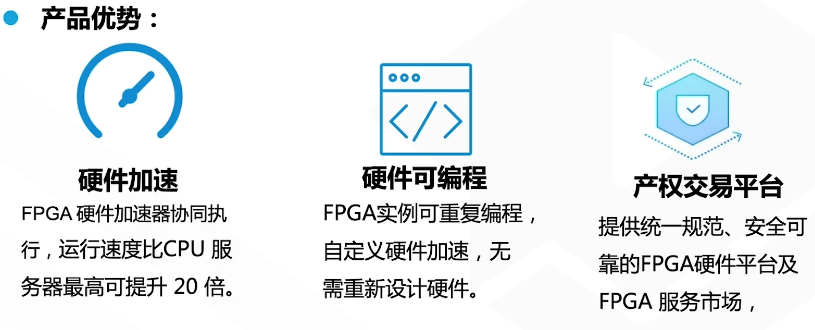 产品优势：
硬件加速
FPGA 硬件加速器协同执
行，运行速度比CPU 服
务器最高可提升 20 倍。
硬件可编程
FPGA实例可重复编程，
自定义硬件加速，无
需重新设计硬件。
产权交易平台
提供统一规范、安全可
靠的FPGA硬件平台及
FPGA 服务市场，